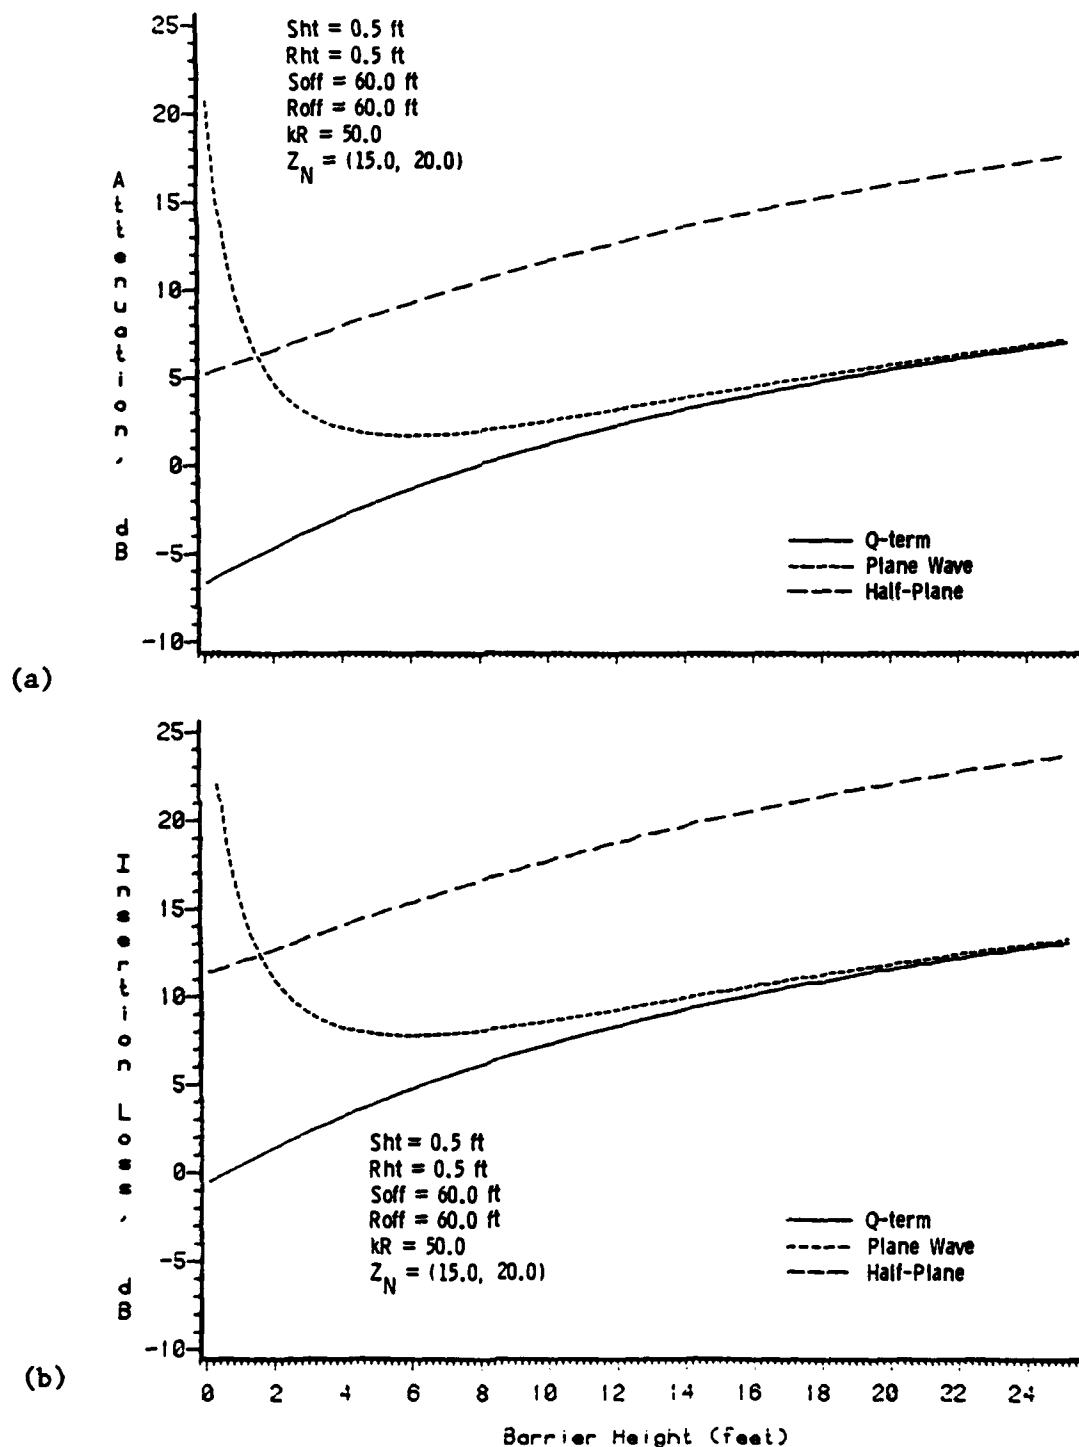 25
20
15
10
5
0
-5
-10
Attenuation, dB
Sht = 0.5 ft
Rht = 0.5 ft
Soff = 60.0 ft
Roff = 60.0 ft
kR = 50.0
Z_N = (15.0, 20.0)
Q-term
Plane Wave
Half-Plane
(a)
25
20
15
10
5
0
-5
-10
Insertion Loss, dB
Sht = 0.5 ft
Rht = 0.5 ft
Soff = 60.0 ft
Roff = 60.0 ft
kR = 50.0
Z_N = (15.0, 20.0)
Q-term
Plane Wave
Half-Plane
(b)
0 2 4 6 8 10 12 14 16 18 20 22 24
Barrier Height (feet)